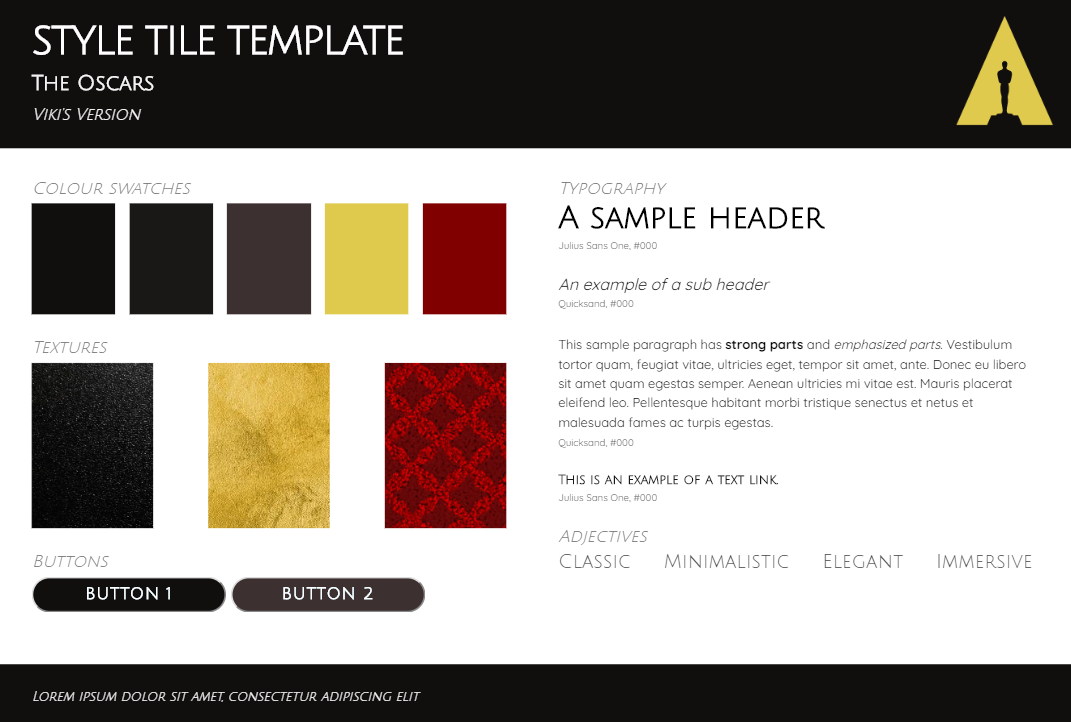 STYLE TILE TEMPLATE
The Oscars
Viki's Version
Colour swatches
Textures
Buttons
BUTTON 1 BUTTON 2
Typography
A sample header
Julius Sans One, #000
An example of a sub header
Quicksand, #000
This sample paragraph has strong parts and emphasized parts. Vestibulum
tortor quam, feugiat vitae, ultricies eget, tempor sit amet, ante. Donec eu libero
sit amet quam egestas semper. Aenean ultricies mi vitae est. Mauris placerat
eleifend leo. Pellentesque habitant morbi tristique senectus et netus et
malesuada fames ac turpis egestas.
Quicksand, #000
This is an example of a text link.
Julius Sans One, #000
Adjectives
Classic Minimalistic Elegant Immersive
Lorem ipsum dolor sit amet, consectetur adipiscing elit